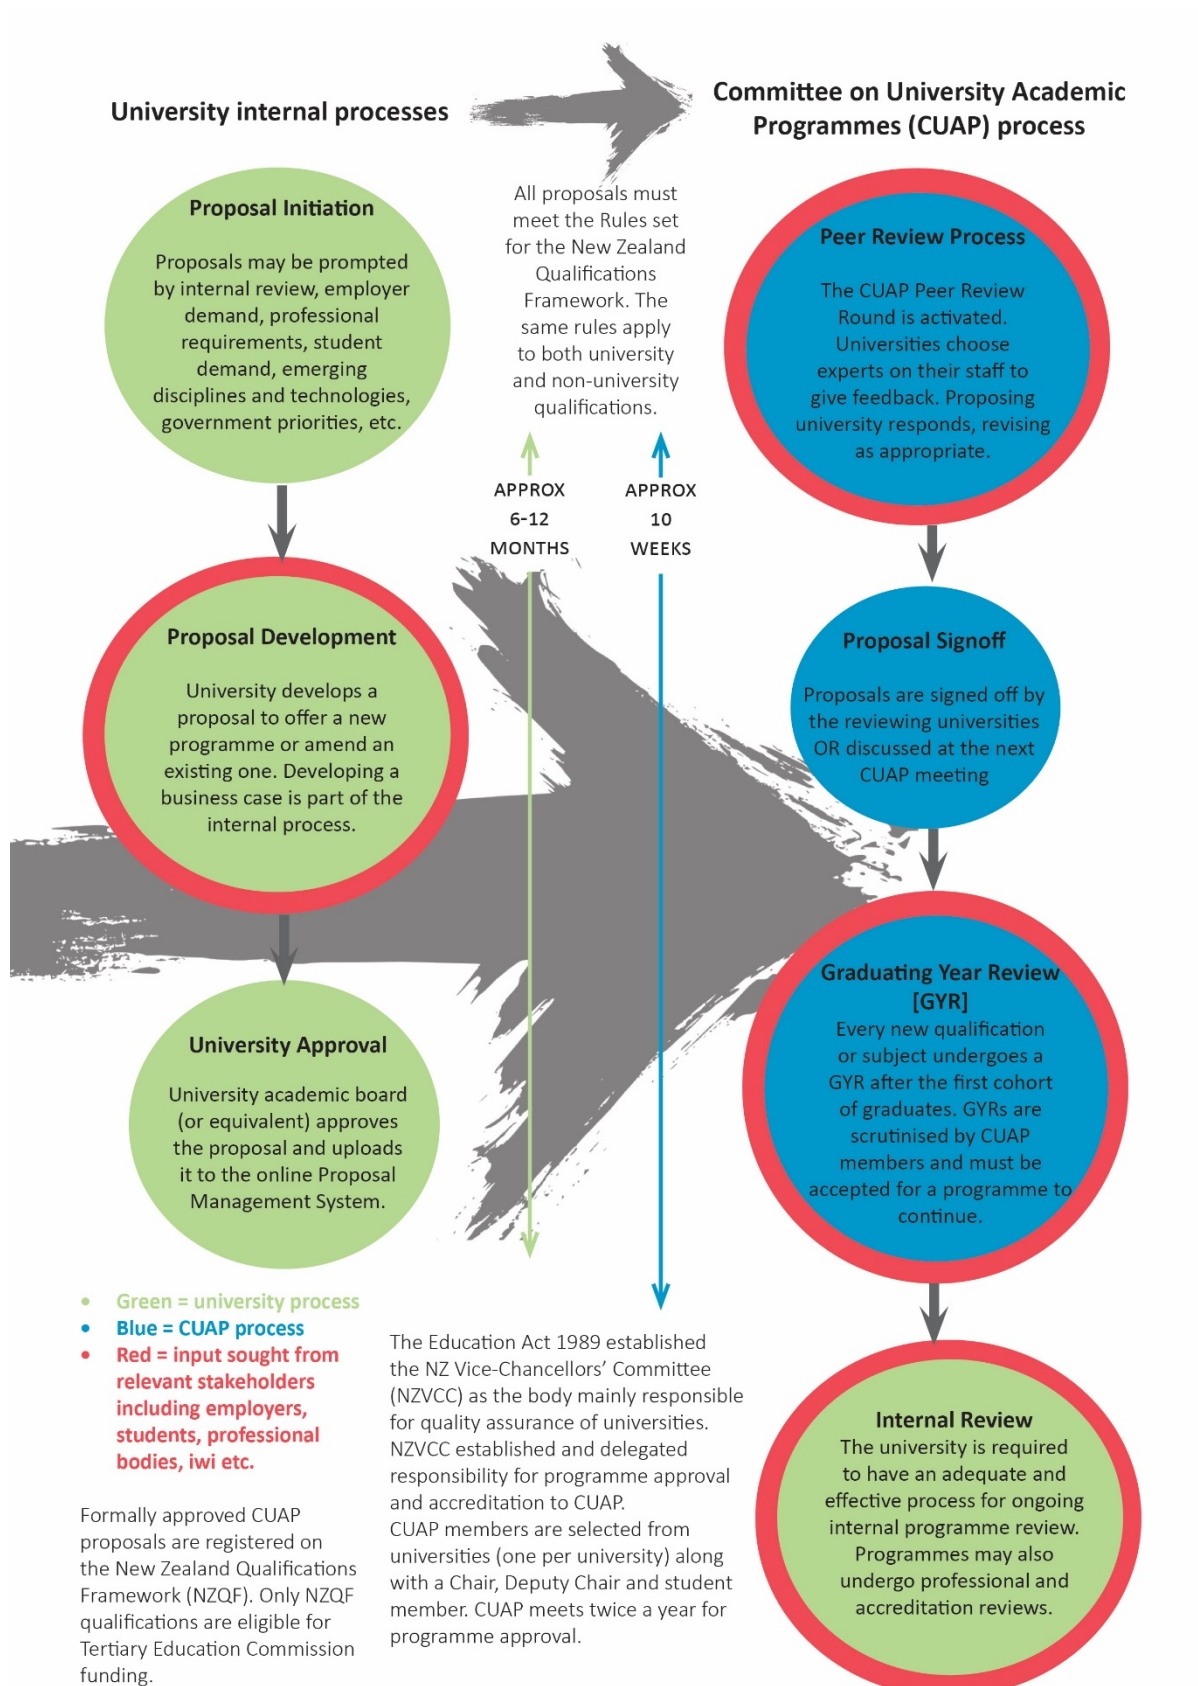 University internal processes
Committee on University Academic
Programmes (CUAP) process
Proposal Initiation
Proposals may be prompted
by internal review, employer
demand, professional
requirements, student
demand, emerging
disciplines and technologies,
government priorities, etc.
All proposals must
meet the Rules set
for the New Zealand
Qualifications
Framework. The
same rules apply
to both university
and non-university
qualifications.
Peer Review Process
The CUAP Peer Review
Round is activated.
Universities choose
experts on their staff to
give feedback. Proposing
university responds, revising
as appropriate.
APPROX
6-12
MONTHS
APPROX
10
WEEKS
Proposal Development
University develops a
proposal to offer a new
programme or amend an
existing one. Developing a
business case is part of the
internal process.
Proposal Signoff
Proposals are signed off by
the reviewing universities
OR discussed at the next
CUAP meeting
University Approval
University academic board
(or equivalent) approves
the proposal and uploads
it to the online Proposal
Management System.
Graduating Year Review
[GYR]
Every new qualification
or subject undergoes a
GYR after the first cohort
of graduates. GYRs are
scrutinised by CUAP
members and must be
accepted for a programme to
continue.
• Green = university process
• Blue = CUAP process
• Red = input sought from
relevant stakeholders
including employers,
students, professional
bodies, iwi etc.
Formally approved CUAP
proposals are registered on
the New Zealand Qualifications
Framework (NZQF). Only NZQF
qualifications are eligible for
Tertiary Education Commission
funding.
The Education Act 1989 established
the NZ Vice-Chancellors’ Committee
(NZVCC) as the body mainly responsible
for quality assurance of universities.
NZVCC established and delegated
responsibility for programme approval
and accreditation to CUAP.
CUAP members are selected from
universities (one per university) along
with a Chair, Deputy Chair and student
member. CUAP meets twice a year for
programme approval.
Internal Review
The university is required
to have an adequate and
effective process for ongoing
internal programme review.
Programmes may also
undergo professional and
accreditation reviews.